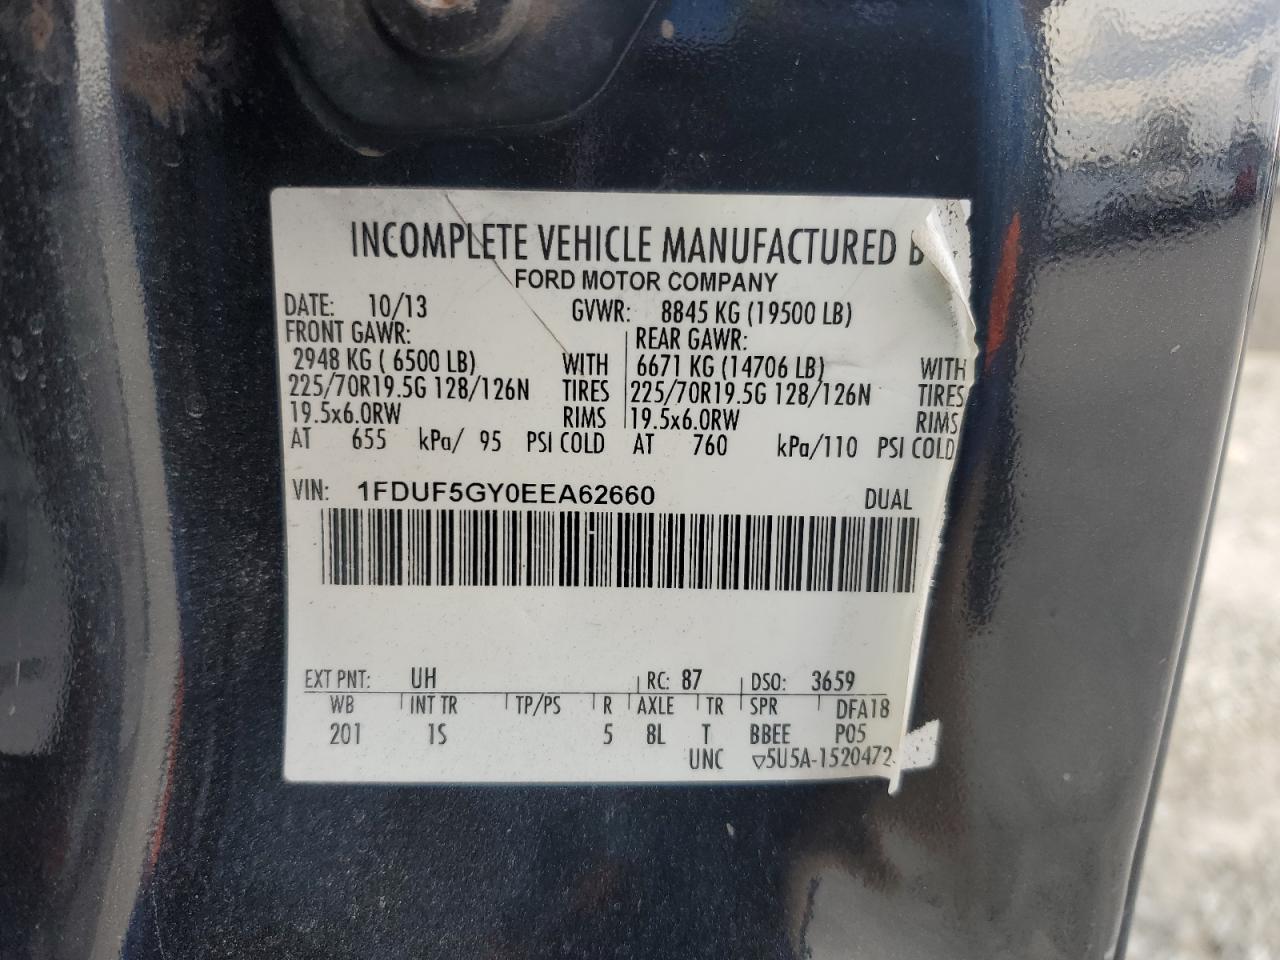 INCOMPLETE VEHICLE MANUFACTURED B
FORD MOTOR COMPANY
DATE: 10/13 GVWR: 8845 KG (19500 LB)
FRONT GAWR: REAR GAWR:
2948 KG ( 6500 LB) WITH 6671 KG (14706 LB) WITH
225/70R19.5G 128/126N TIRES 225/70R19.5G 128/126N TIRES
19.5x6.0RW RIMS 19.5x6.0RW RIMS
AT 655 kPa/ 95 PSI COLD AT 760 kPa/110 PSI COLD
VIN: 1FDUF5GY0EEA62660 DUAL
EXT PNT: UH RC: 87 DSO: 3659
WB INT TR TP/PS R AXLE TR SPR DFA18
201 1S 5 8L T BBEE P05
UNC ▽5U5A-1520472